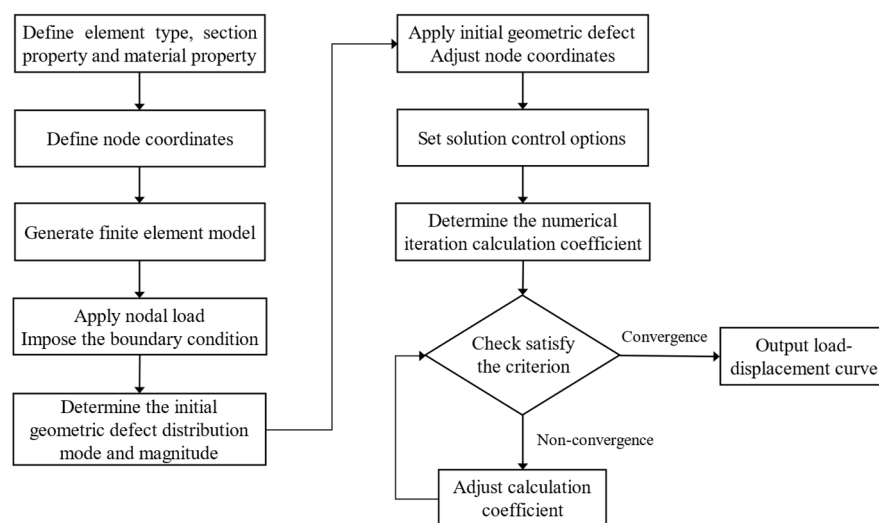 Define element type, section
property and material property
Define node coordinates
Generate finite element model
Apply nodal load
Impose the boundary condition
Determine the initial
geometric defect distribution
mode and magnitude
Apply initial geometric defect
Adjust node coordinates
Set solution control options
Determine the numerical
iteration calculation coefficient
Check satisfy
the criterion
Convergence
Output load-
displacement curve
Non-convergence
Adjust calculation
coefficient